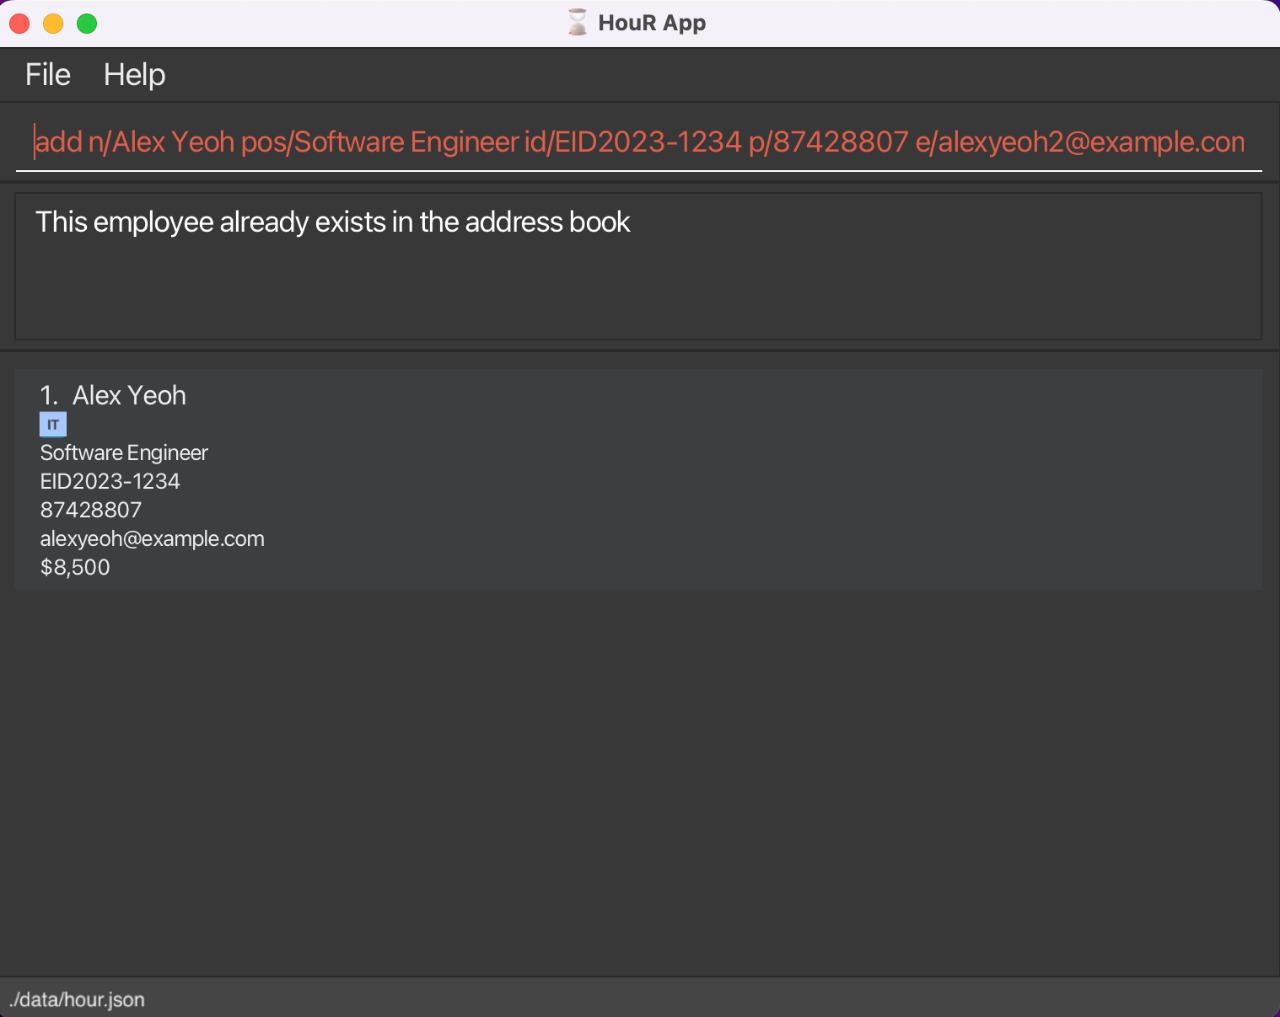 HouR App
File Help
add n/Alex Yeoh pos/Software Engineer id/EID2023-1234 p/87428807 e/alexyeoh2@example.con
This employee already exists in the address book
1. Alex Yeoh
IT
Software Engineer
EID2023-1234
87428807
alexyeoh@example.com
$8,500
./data/hour.json